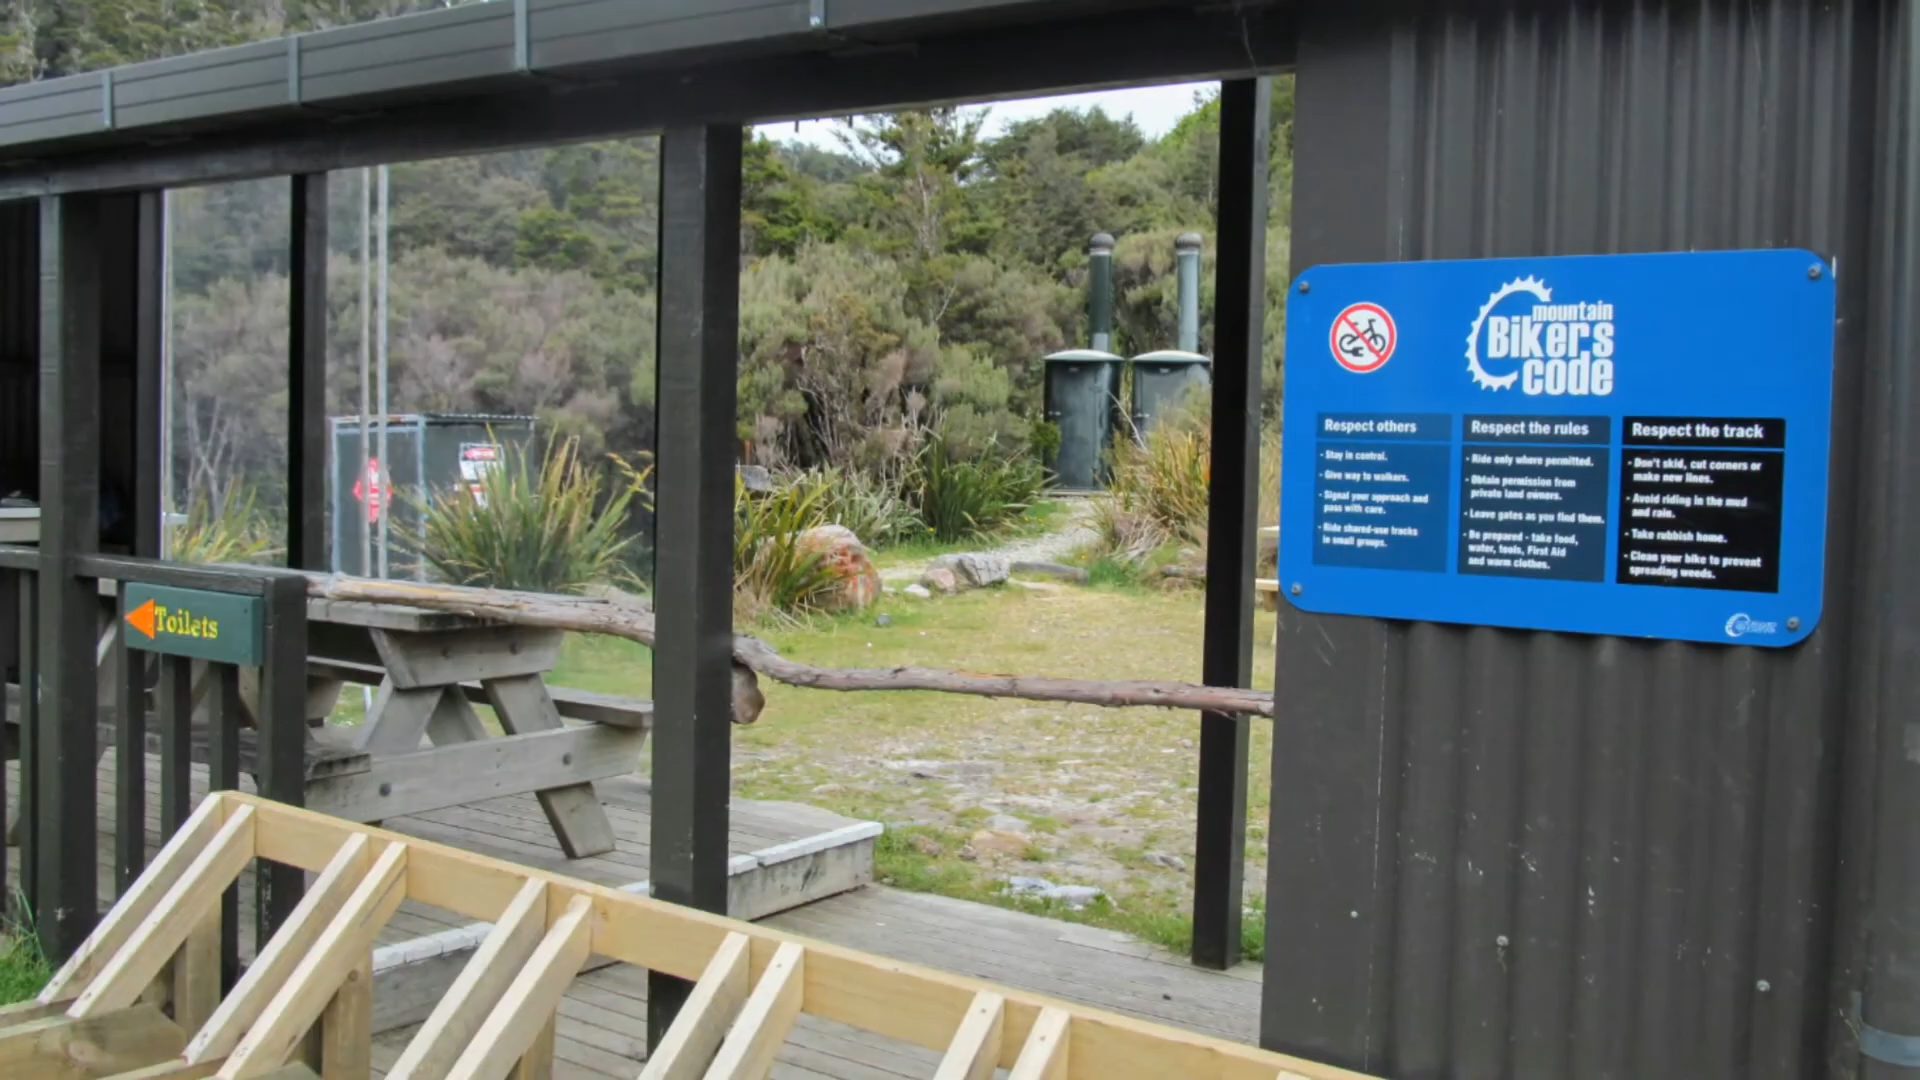 mountain
Bikers
code
Respect others
- Stay in control.
- Give way to walkers.
- Signal your approach and
pass with care.
- Ride shared-use tracks
in small groups.
Respect the rules
- Ride only where permitted.
- Obtain permission from
private land owners.
- Leave gates as you find them.
- Be prepared - take food,
water, tools, First Aid
and warm clothes.
Respect the track
- Don't skid, cut corners or
make new lines.
- Avoid riding in the mud
and rain.
- Take rubbish home.
- Clean your bike to prevent
spreading weeds.
Toilets